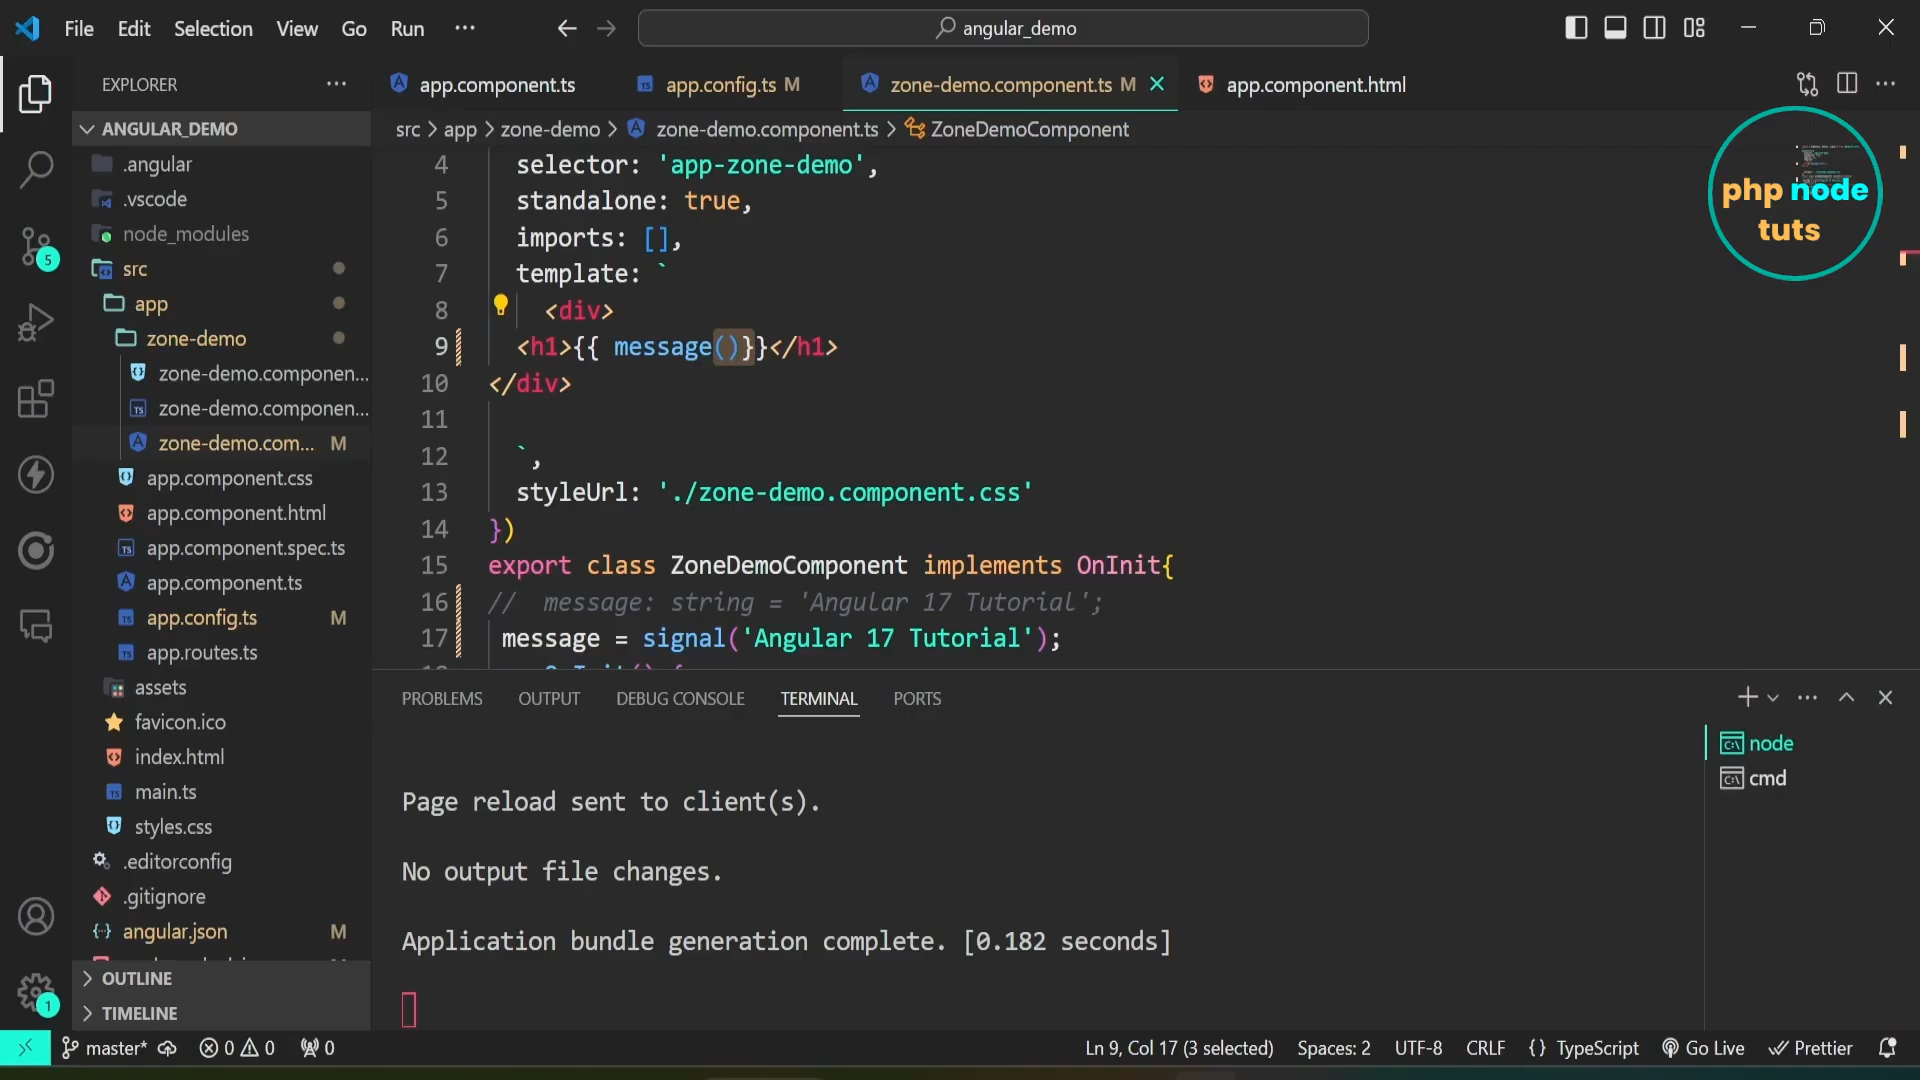 File Edit Selection View Go Run ···
angular_demo
EXPLORER ···
app.component.ts
app.config.ts M
zone-demo.component.ts M
app.component.html
ANGULAR_DEMO
src > app > zone-demo > zone-demo.component.ts > ZoneDemoComponent
.angular
.vscode
node_modules
src
app
zone-demo
zone-demo.componen...
zone-demo.componen...
zone-demo.com... M
app.component.css
app.component.html
app.component.spec.ts
app.component.ts
app.config.ts M
app.routes.ts
assets
favicon.ico
index.html
main.ts
styles.css
.editorconfig
.gitignore
angular.json M
OUTLINE
TIMELINE
5
1
4 selector: 'app-zone-demo',
5 standalone: true,
6 imports: [],
7 template: `
8 <div>
9 <h1>{{ message()}}</h1>
10 </div>
11
12 `,
13 styleUrl: './zone-demo.component.css'
14 })
15 export class ZoneDemoComponent implements OnInit{
16 // message: string = 'Angular 17 Tutorial';
17 message = signal('Angular 17 Tutorial');
php node
tuts
PROBLEMS OUTPUT DEBUG CONSOLE TERMINAL PORTS
node
cmd
Page reload sent to client(s).
No output file changes.
Application bundle generation complete. [0.182 seconds]
master* 0 0 0
Ln 9, Col 17 (3 selected) Spaces: 2 UTF-8 CRLF {} TypeScript Go Live Prettier